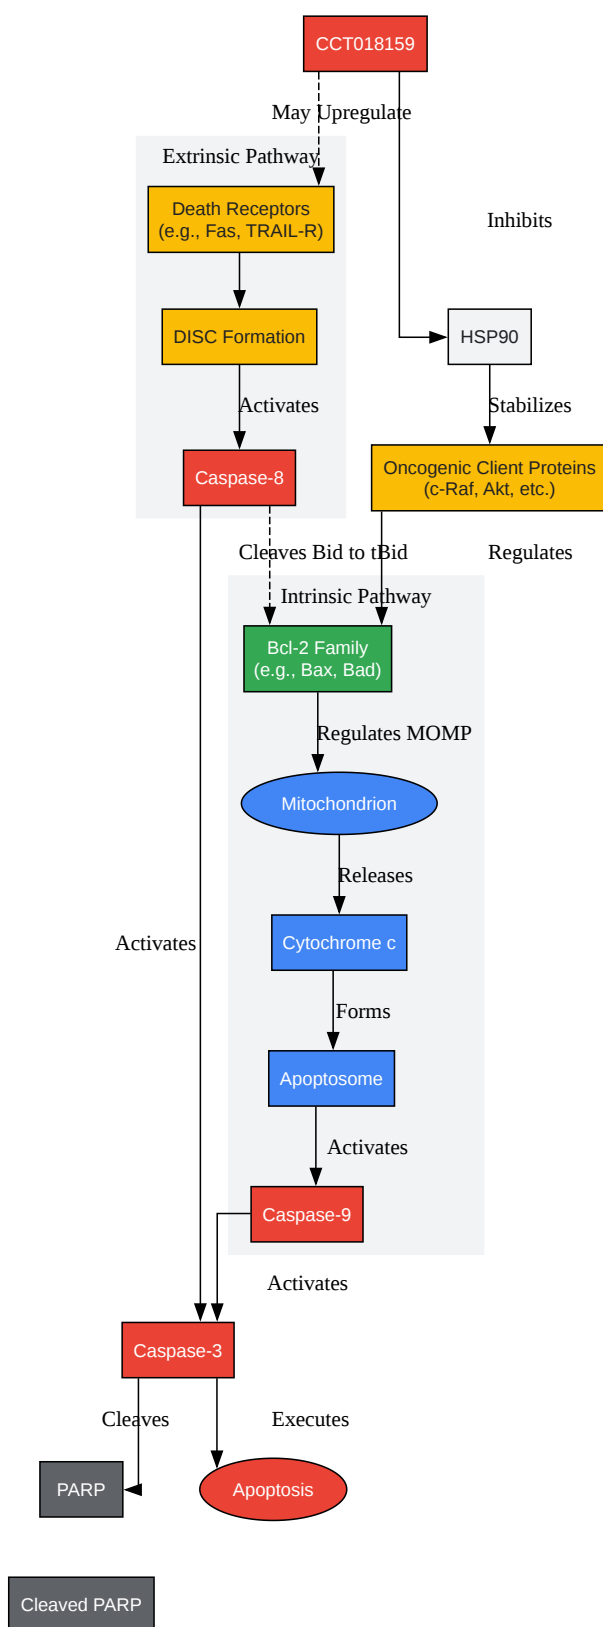 CCT018159
May Upregulate
Extrinsic Pathway
Death Receptors
(e.g., Fas, TRAIL-R)
Inhibits
DISC Formation
HSP90
Activates
Stabilizes
Caspase-8
Oncogenic Client Proteins
(c-Raf, Akt, etc.)
Cleaves Bid to tBid
Regulates
Intrinsic Pathway
Bcl-2 Family
(e.g., Bax, Bad)
Regulates MOMP
Mitochondrion
Releases
Activates
Cytochrome c
Forms
Apoptosome
Activates
Caspase-9
Activates
Caspase-3
Cleaves
Executes
PARP
Apoptosis
Cleaved PARP